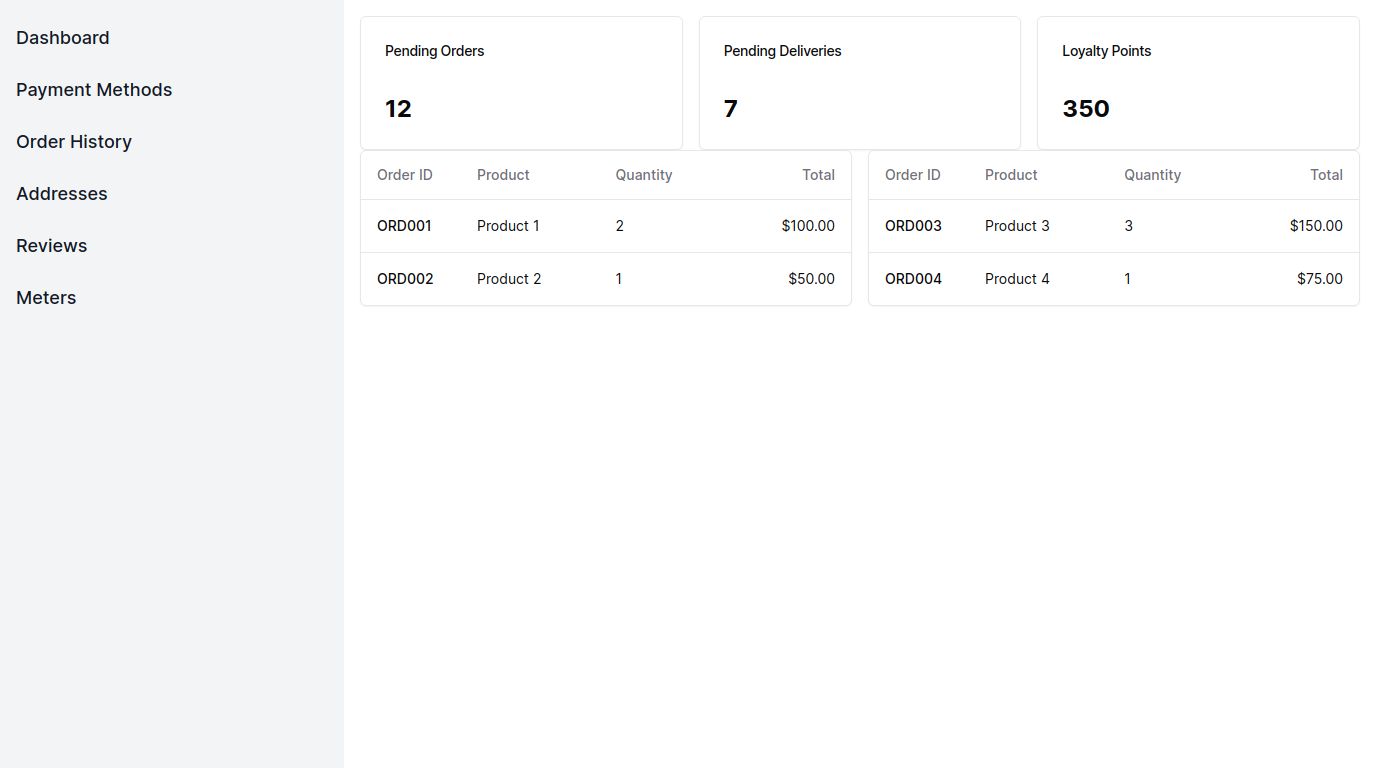 Dashboard
Payment Methods
Order History
Addresses
Reviews
Meters
Pending Orders
12
Pending Deliveries
7
Loyalty Points
350
Order ID Product Quantity Total
ORD001 Product 1 2 $100.00
ORD002 Product 2 1 $50.00
Order ID Product Quantity Total
ORD003 Product 3 3 $150.00
ORD004 Product 4 1 $75.00